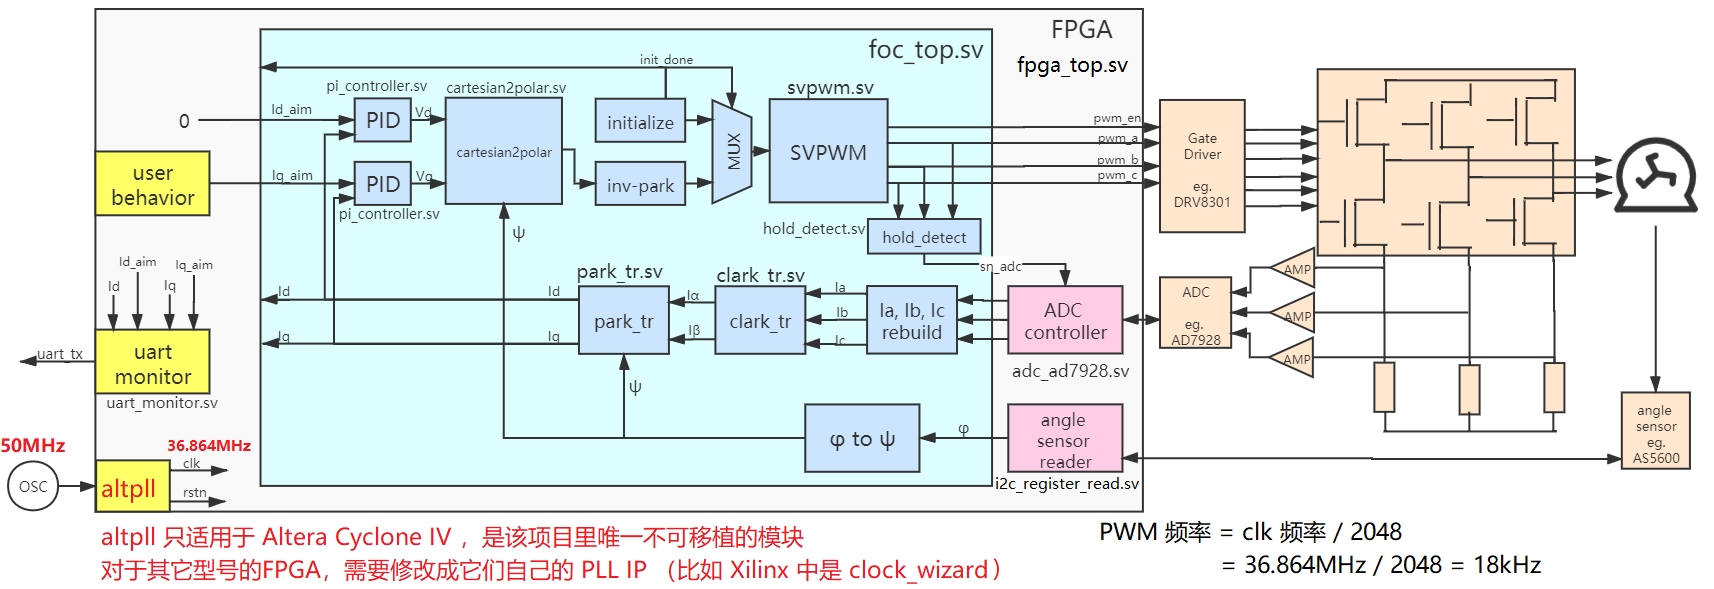 FPGA
fpga_top.sv
foc_top.sv
init_done
pi_controller.sv
cartesian2polar.sv
svpwm.sv
0
Id_aim
PID
Vd
cartesian2polar
initialize
MUX
SVPWM
pwm_en
pwm_a
pwm_b
pwm_c
Gate
Driver
eg.
DRV8301
user
behavior
Iq_aim
PID
Vq
inv-park
pi_controller.sv
ψ
hold_detect.sv
hold_detect
sn_adc
Id_aim
Iq_aim
Id
Iq
park_tr.sv
clark_tr.sv
Id
Id
Iα
Ia
park_tr
clark_tr
Ib
Ia, Ib, Ic
rebuild
ADC
controller
ADC
eg.
AD7928
AMP
AMP
AMP
Iq
Iq
Iβ
Ic
uart_tx
uart
monitor
uart_monitor.sv
adc_ad7928.sv
ψ
φ to ψ
φ
angle
sensor
reader
i2c_register_read.sv
angle
sensor
eg.
AS5600
50MHz
OSC
altpll
36.864MHz
clk
rstn
altpll 只适用于 Altera Cyclone IV ，是该项目里唯一不可移植的模块
对于其它型号的FPGA，需要修改成它们自己的 PLL IP （比如 Xilinx 中是 clock_wizard）
PWM 频率 = clk 频率 / 2048
= 36.864MHz / 2048 = 18kHz